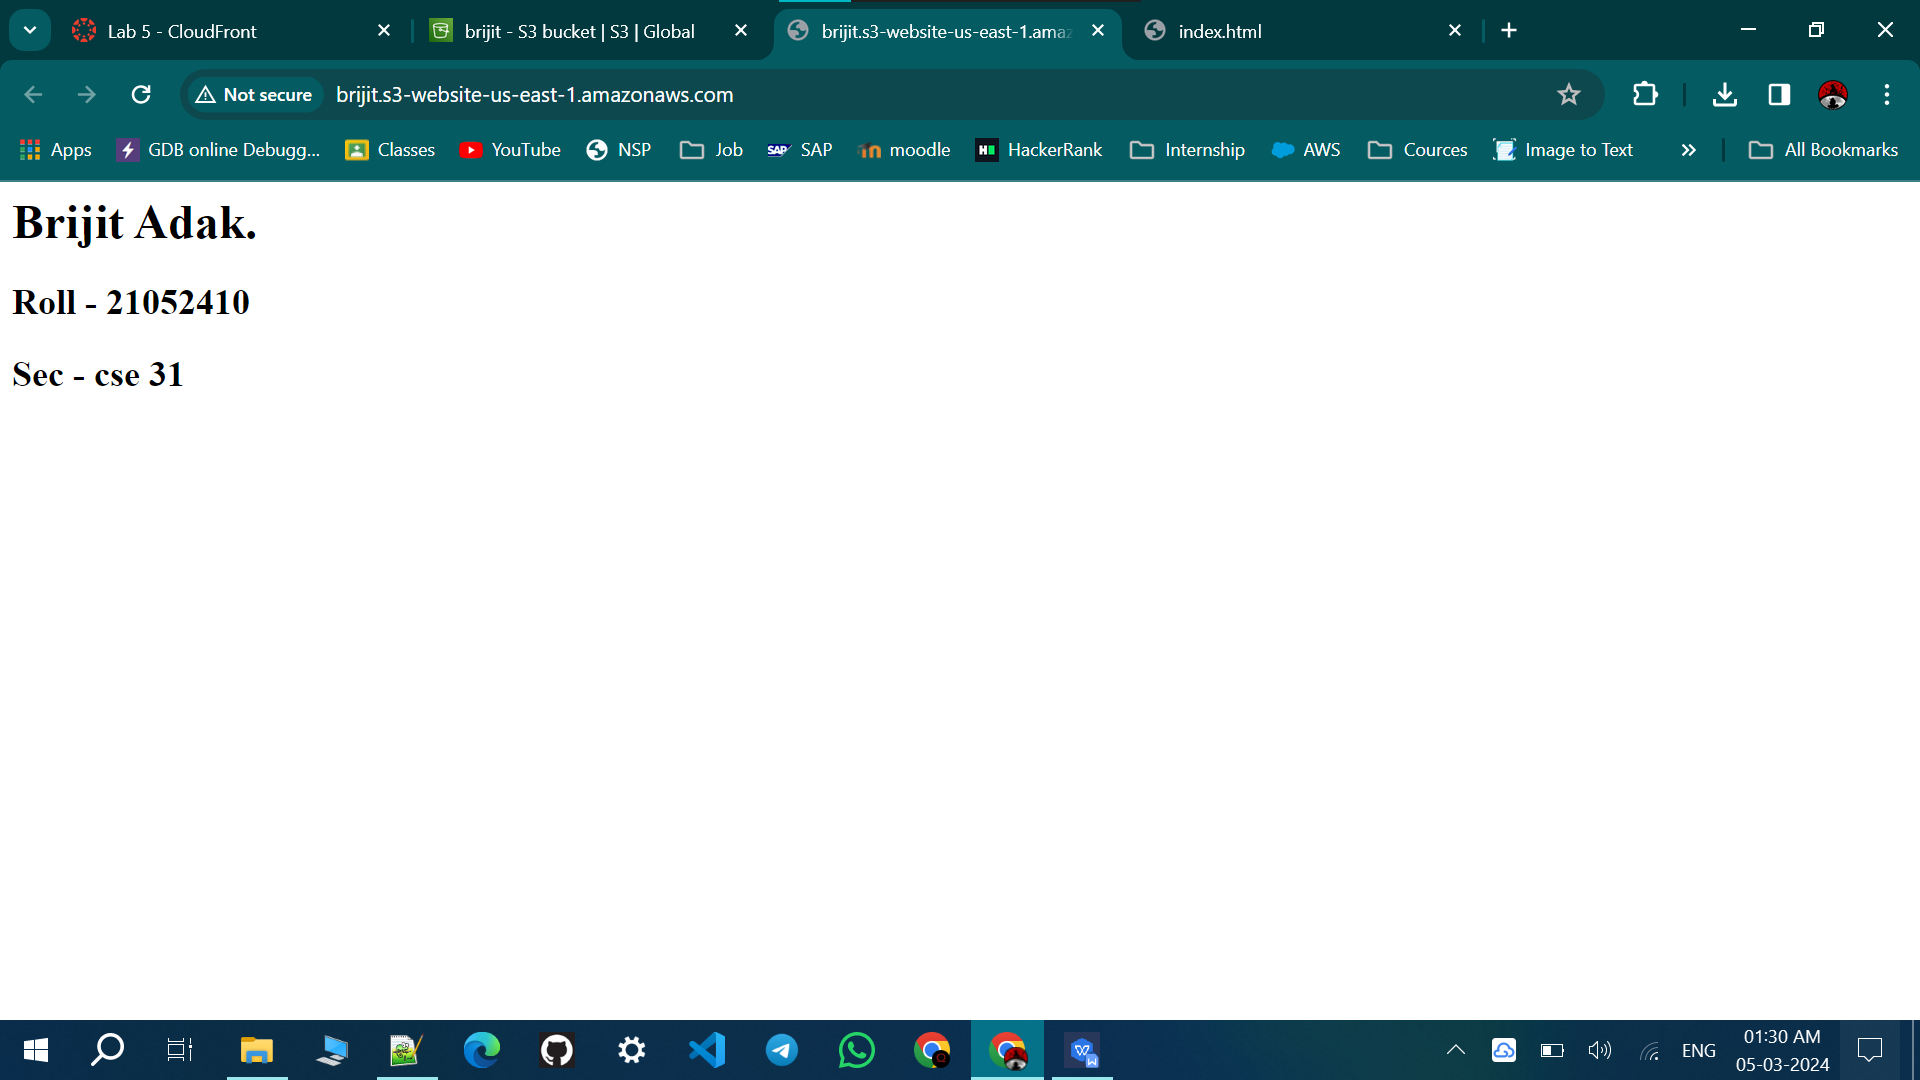 Lab 5 - CloudFront
brijit - S3 bucket | S3 | Global
brijit.s3-website-us-east-1.amaz
index.html
Not secure
brijit.s3-website-us-east-1.amazonaws.com
Apps
GDB online Debugg...
Classes
YouTube
NSP
Job
SAP
SAP
moodle
H
HackerRank
Internship
AWS
Cources
Image to Text
All Bookmarks
Brijit Adak.
Roll - 21052410
Sec - cse 31
ENG
01:30 AM
05-03-2024